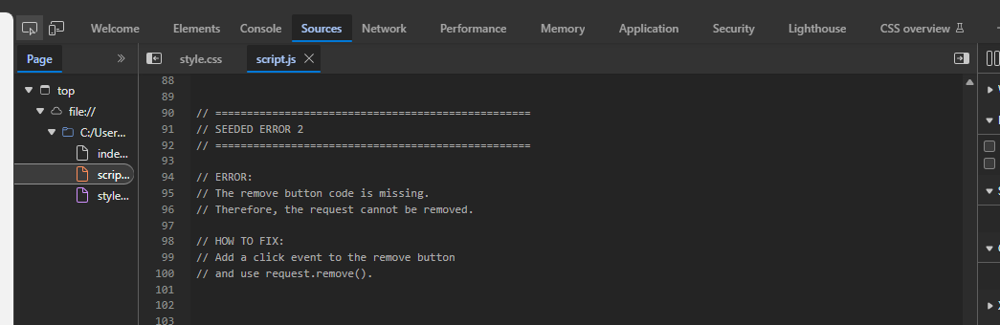 Welcome Elements Console Sources Network Performance Memory Application Security Lighthouse CSS overview
Page » style.css script.js ×
top
file://
C:/User...
inde...
scrip...
style...
88
89
90 // ==================================================
91 // SEEDED ERROR 2
92 // ==================================================
93
94 // ERROR:
95 // The remove button code is missing.
96 // Therefore, the request cannot be removed.
97
98 // HOW TO FIX:
99 // Add a click event to the remove button
100 // and use request.remove().
101
102
103